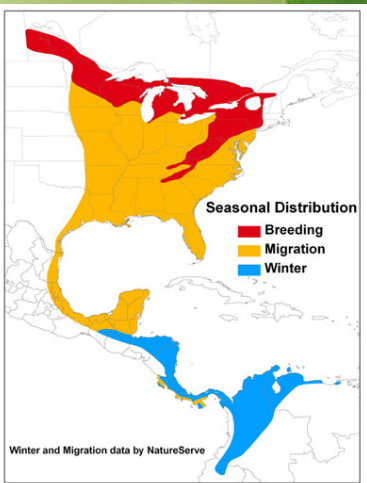 Seasonal Distribution
Breeding
Migration
Winter
Winter and Migration data by NatureServe